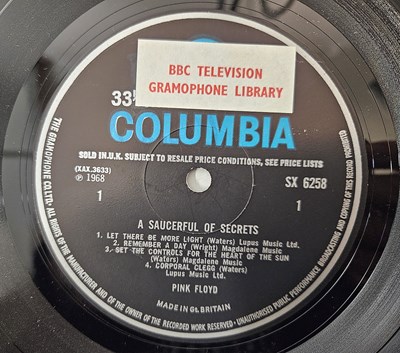 BBC TELEVISION
GRAMOPHONE LIBRARY
33⅓
COLUMBIA
SOLD IN U.K. SUBJECT TO RESALE PRICE CONDITIONS, SEE PRICE LISTS
(XAX.3633)
℗ 1968
SX 6258
1
1
A SAUCERFUL OF SECRETS
1. LET THERE BE MORE LIGHT (Waters) Lupus Music Ltd.
2. REMEMBER A DAY (Wright) Magdalene Music
3. SET THE CONTROLS FOR THE HEART OF THE SUN
(Waters) Magdalene Music
4. CORPORAL CLEGG (Waters)
Lupus Music Ltd.
PINK FLOYD
MADE IN GT. BRITAIN
THE GRAMOPHONE CO. LTD. ALL RIGHTS OF THE MANUFACTURER AND OF THE OWNER OF THE RECORDED WORK RESERVED—UNAUTHORISED PUBLIC PERFORMANCE BROADCASTING AND COPYING OF THIS RECORD PROHIBITED